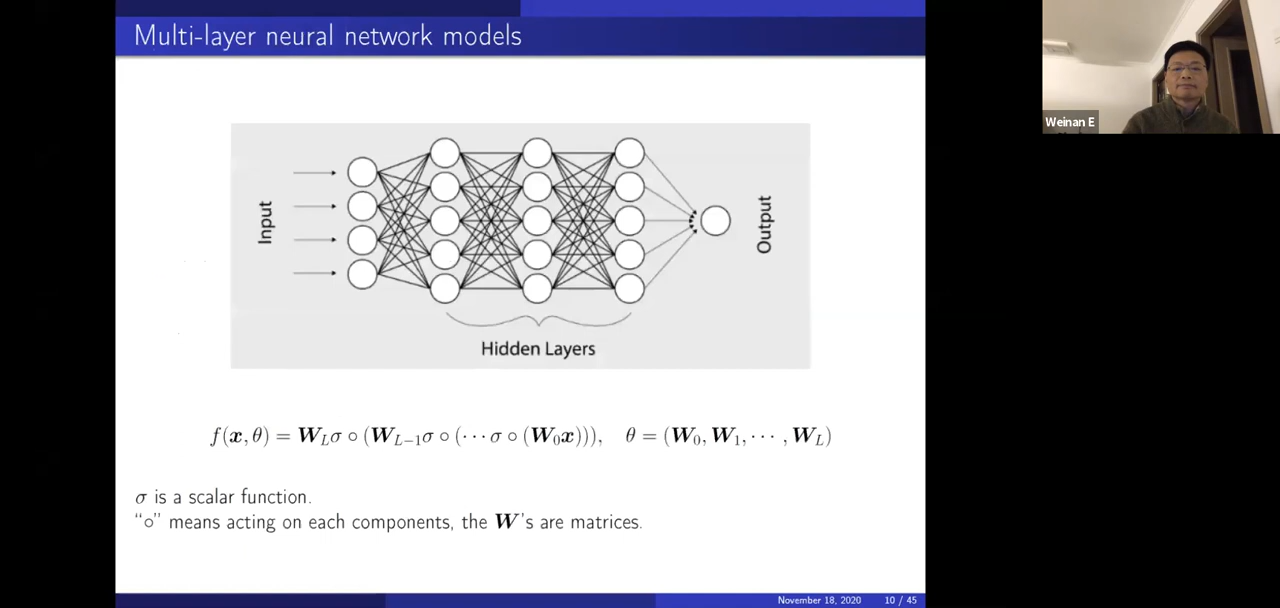 Multi-layer neural network models
Weinan E
Input
Output
Hidden Layers
f(x, θ) = W_Lσ ∘ (W_{L−1}σ ∘ (⋯σ ∘ (W_0x))), θ = (W_0, W_1, ⋯ , W_L)
σ is a scalar function.
“∘” means acting on each components, the W's are matrices.
November 18, 2020 10 / 45